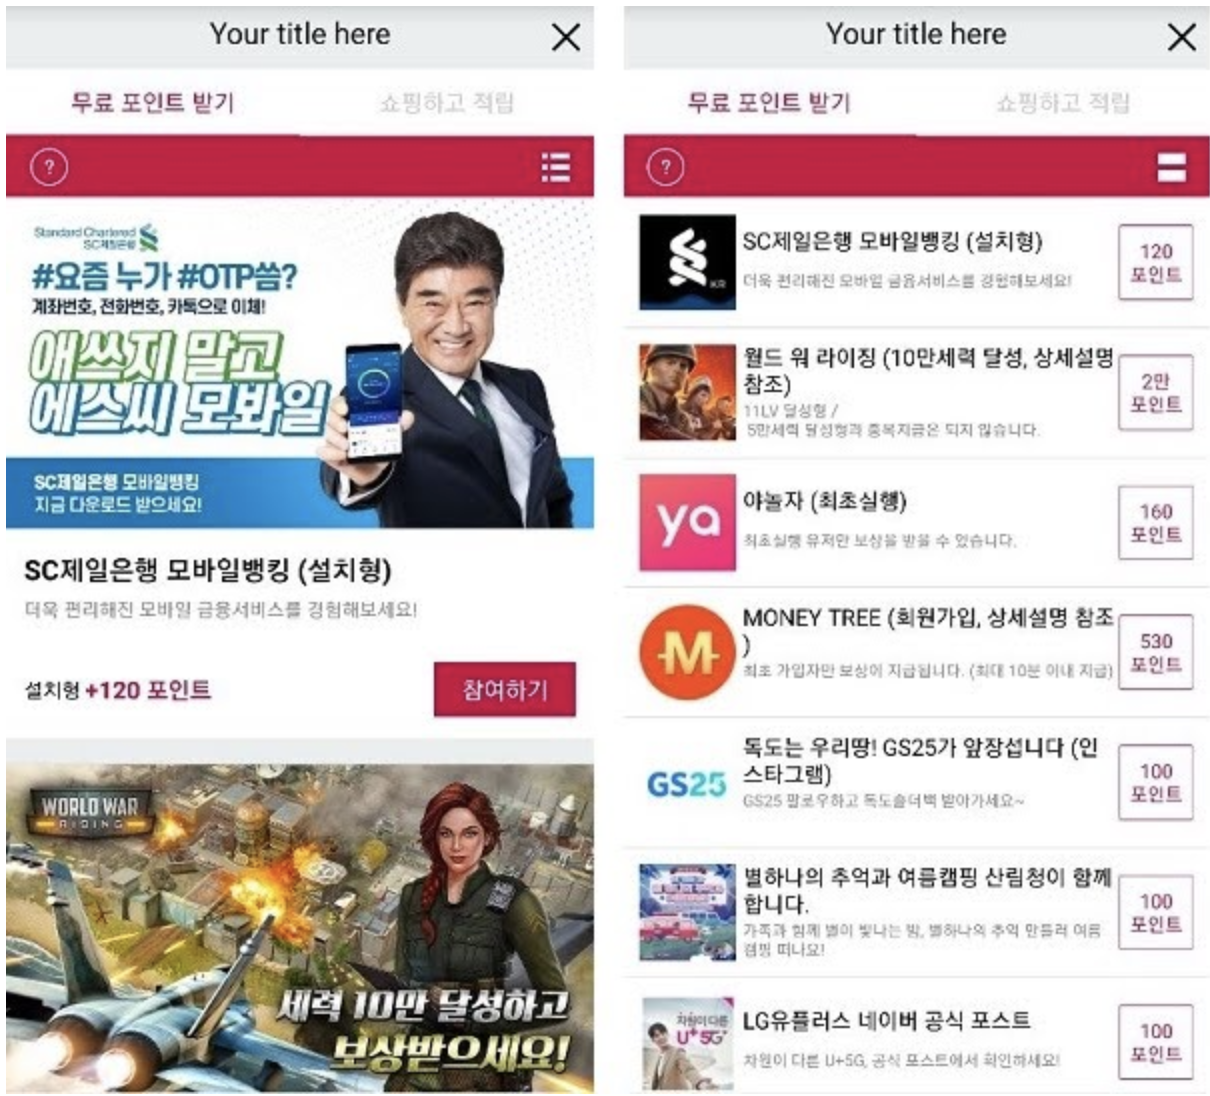 Your title here
무료 포인트 받기
쇼핑하고 적립
?
Standard Chartered
SC제일은행
#요즘 누가 #OTP씀?
계좌번호, 전화번호, 카톡으로 이체!
애쓰지 말고
에스씨 모봐일
SC제일은행 모바일뱅킹
지금 다운로드 받으세요!
SC제일은행 모바일뱅킹 (설치형)
더욱 편리해진 모바일 금융서비스를 경험해보세요!
설치형 +120 포인트
참여하기
WORLD WAR
RISING
세력 10만 달성하고
보상받으세요!
Your title here
무료 포인트 받기
쇼핑하고 적립
?
KR
SC제일은행 모바일뱅킹 (설치형)
더욱 편리해진 모바일 금융서비스를 경험해보세요!
120
포인트
월드 워 라이징 (10만세력 달성, 상세설명
참조)
11LV 달성형 /
5만세력 달성형과 중복지급은 되지 않습니다.
2만
포인트
ya
야놀자 (최초실행)
최초실행 유저만 보상을 받을 수 있습니다.
160
포인트
M
MONEY TREE (회원가입, 상세설명 참조
)
최초 가입자만 보상이 지급됩니다. (최대 10분 이내 지급)
530
포인트
GS25
독도는 우리땅! GS25가 앞장섭니다 (인
스타그램)
GS25 팔로우하고 독도숄더백 받아가세요~
100
포인트
별하나의 추억과 여름캠핑 산림청이 함께
합니다.
가족과 함께 별이 빛나는 밤, 별하나의 추억 만들러 여름
캠핑 떠나요!
100
포인트
차원이 다른
U+5G
LG유플러스 네이버 공식 포스트
차원이 다른 U+5G, 공식 포스트에서 확인하세요!
100
포인트